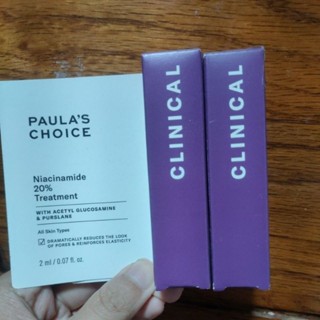 PAULA'S
CHOICE
Niacinamide
20%
Treatment
WITH ACETYL GLUCOSAMINE
& PURSLANE
All Skin Types
DRAMATICALLY REDUCES THE LOOK
OF PORES & REINFORCES ELASTICITY
2 ml / 0.07 fl. oz.
CLINICAL
CLINICAL